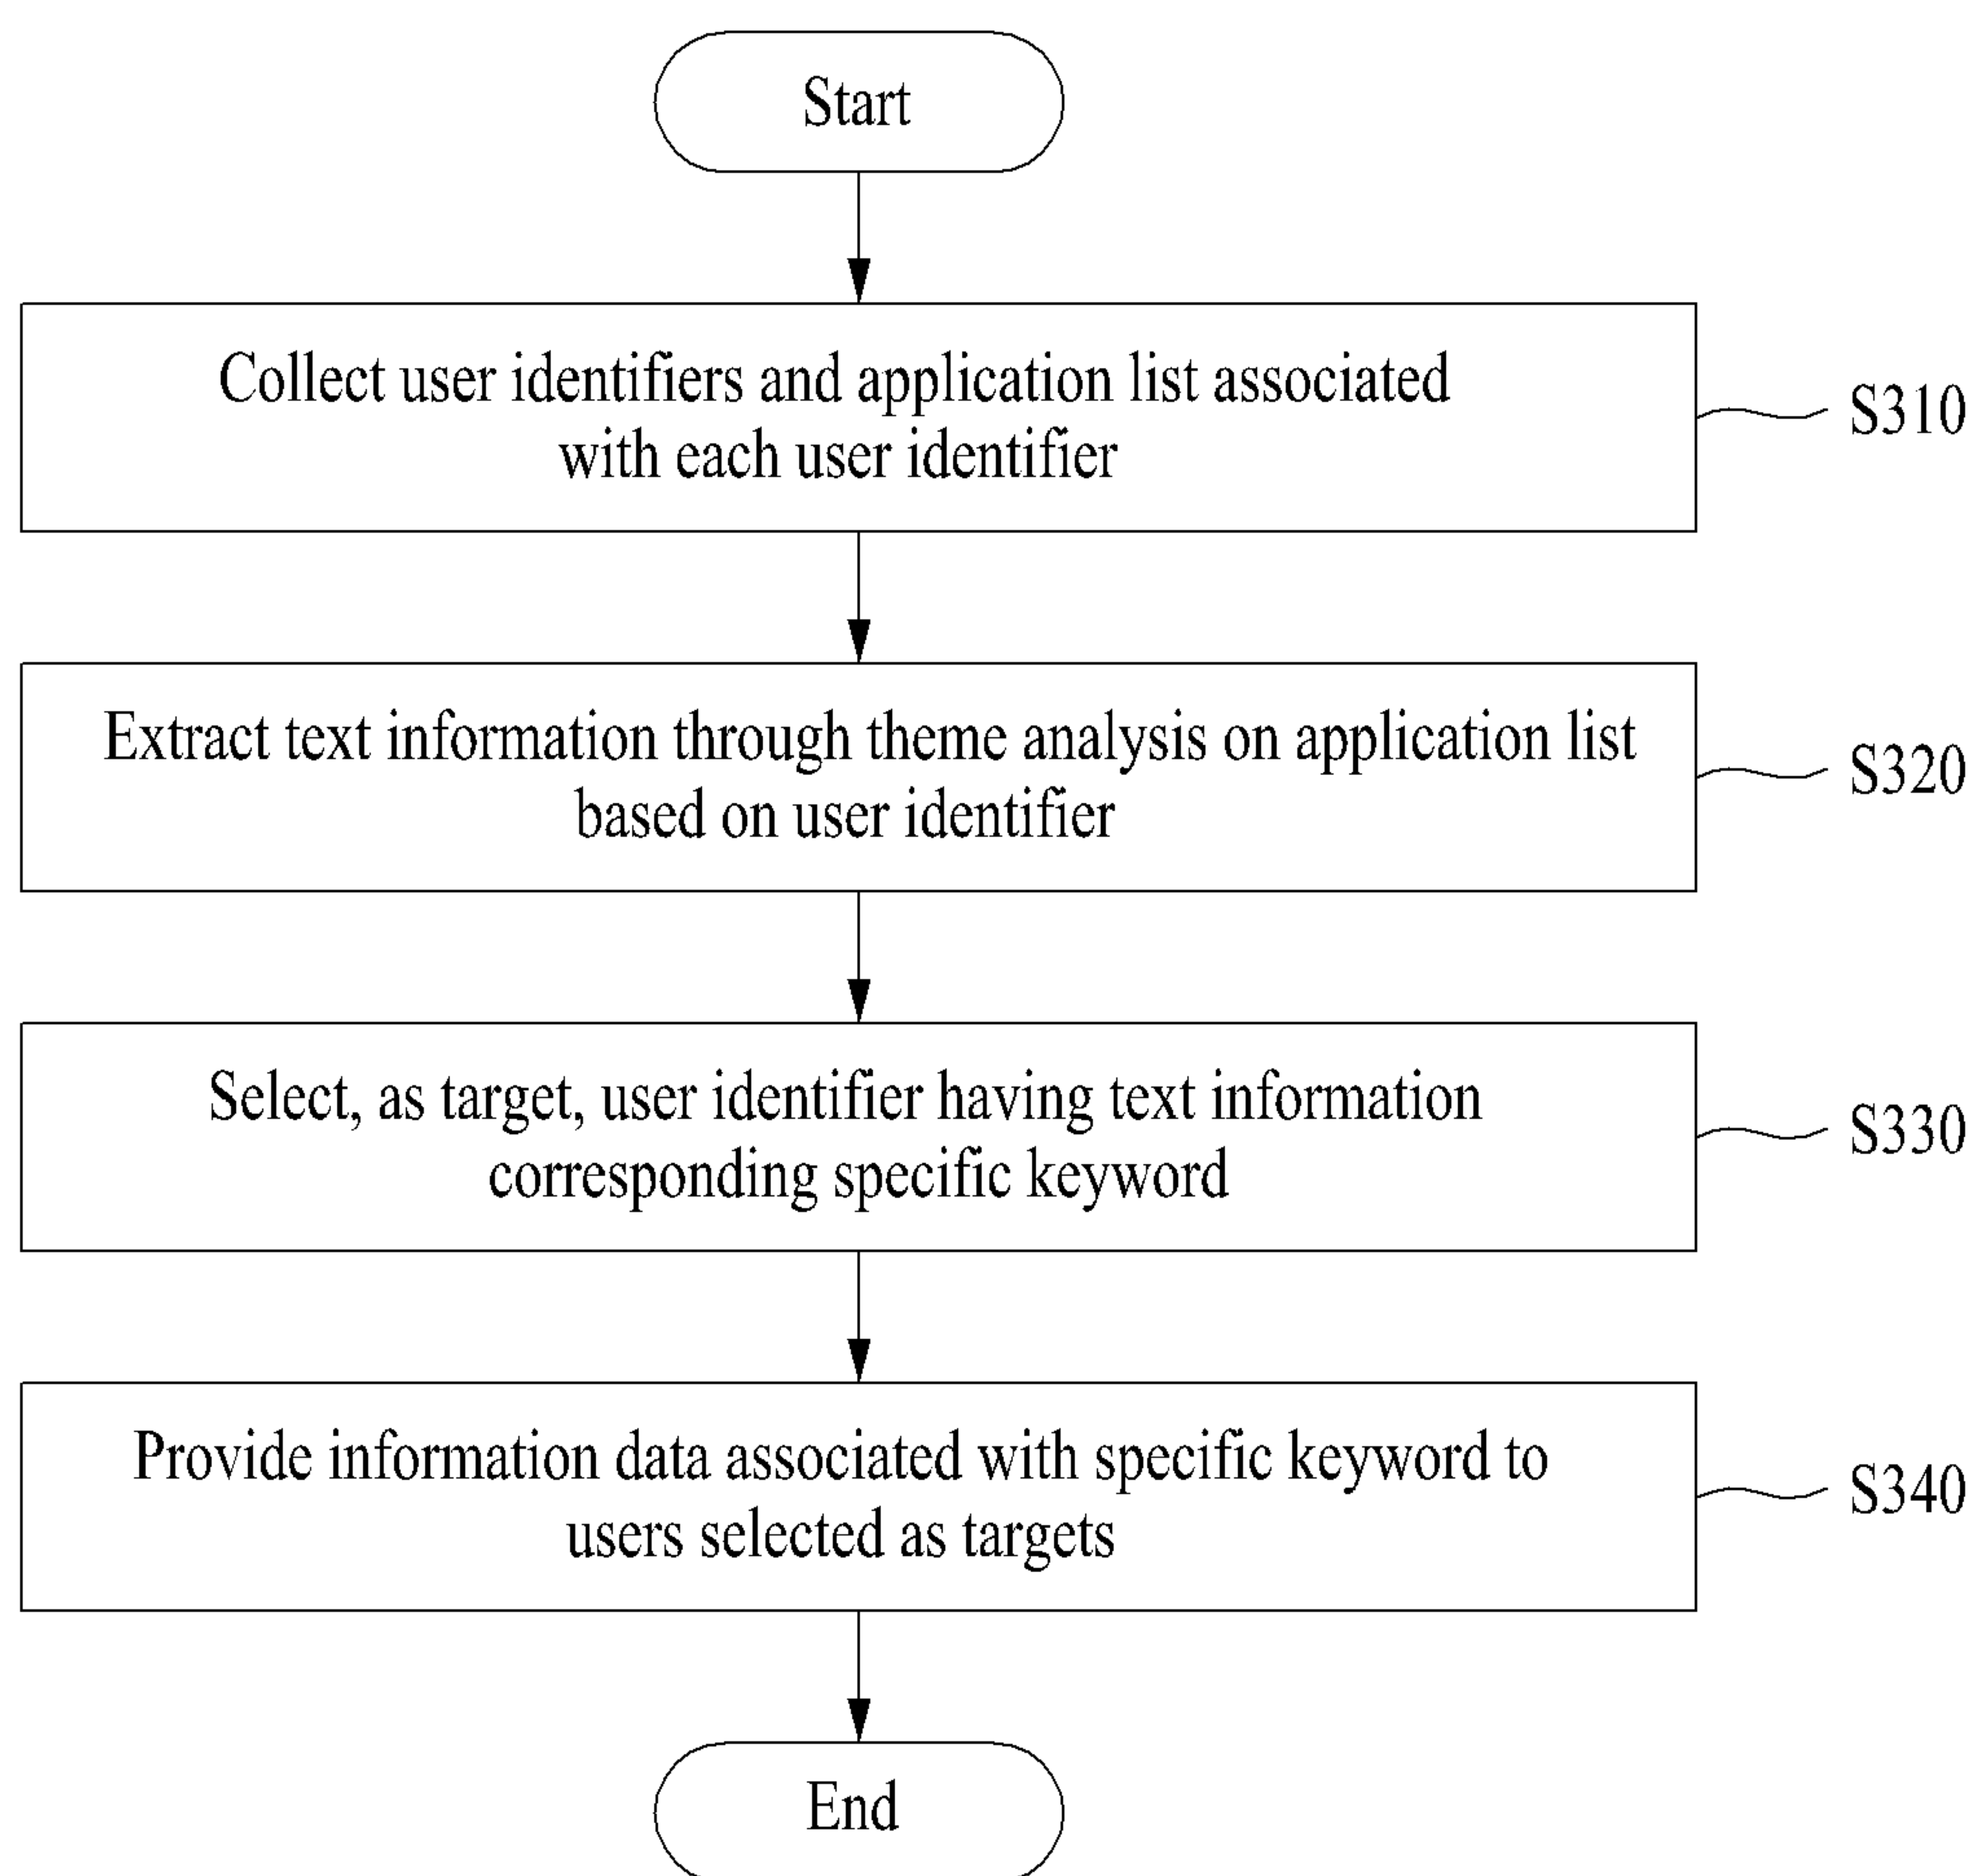 Start
Collect user identifiers and application list associated
with each user identifier
S310
Extract text information through theme analysis on application list
based on user identifier
S320
Select, as target, user identifier having text information
corresponding specific keyword
S330
Provide information data associated with specific keyword to
users selected as targets
S340
End